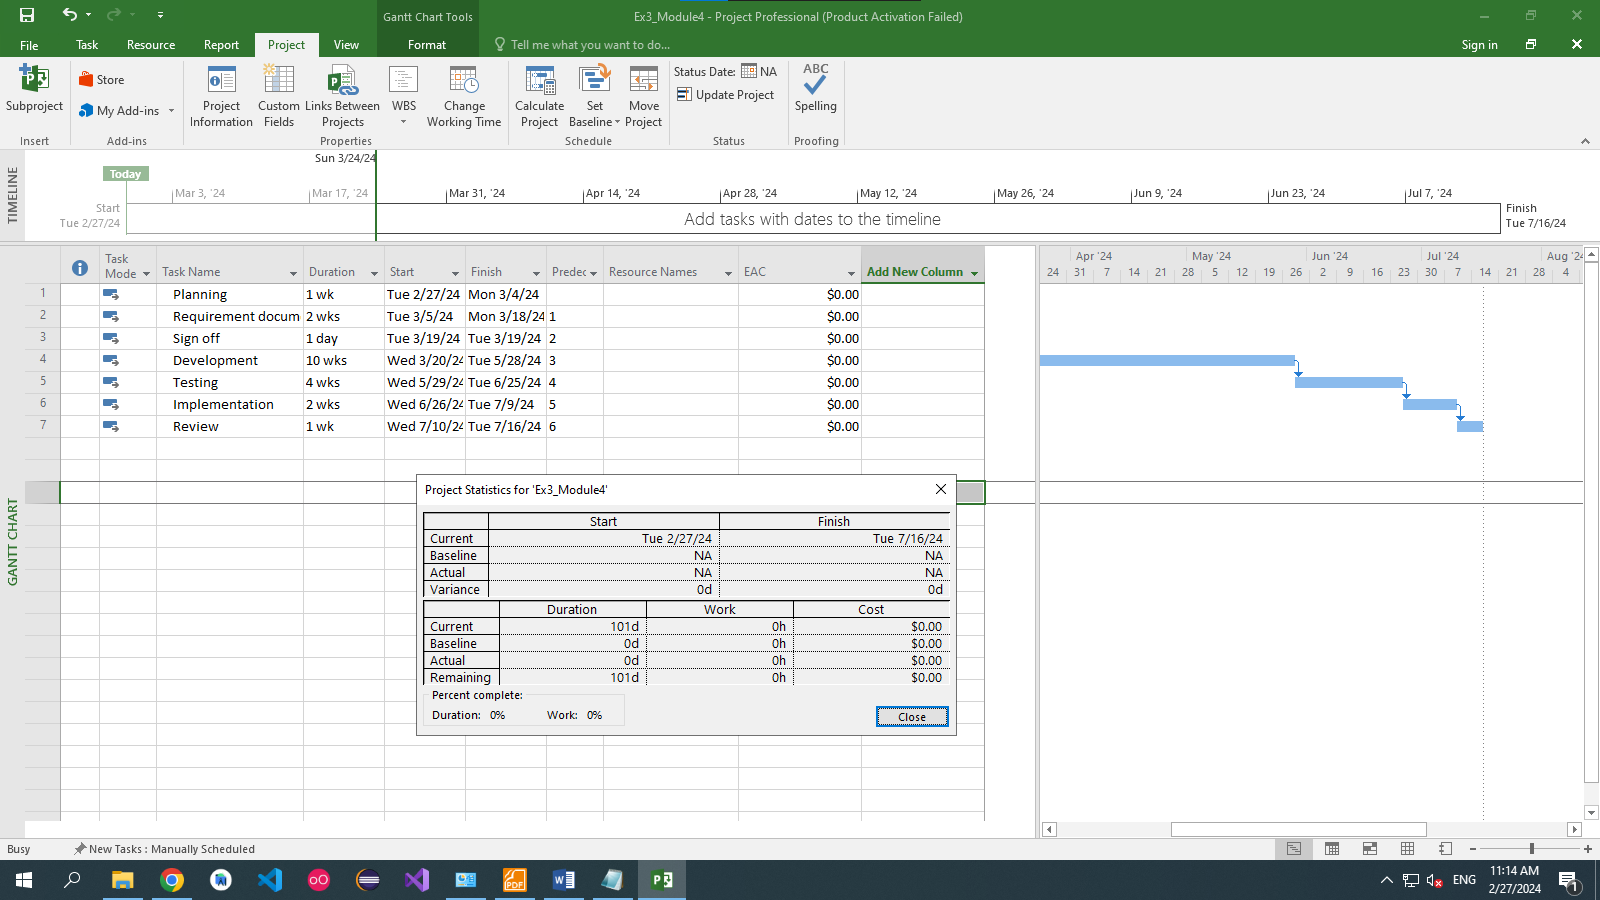 Gantt Chart Tools
Ex3_Module4 - Project Professional (Product Activation Failed)
File Task Resource Report Project View Format Tell me what you want to do... Sign in
Subproject
Insert
Store
My Add-ins
Add-ins
Project Information
Custom Fields
Links Between Projects
WBS
Change Working Time
Properties
Calculate Project
Set Baseline
Move Project
Schedule
Status Date: NA
Update Project
Status
ABC
Spelling
Proofing
TIMELINE
Sun 3/24/24
Today
Mar 3, '24 Mar 17, '24 Mar 31, '24 Apr 14, '24 Apr 28, '24 May 12, '24 May 26, '24 Jun 9, '24 Jun 23, '24 Jul 7, '24
Start
Tue 2/27/24
Add tasks with dates to the timeline
Finish
Tue 7/16/24
GANTT CHART
Task Mode Task Name Duration Start Finish Predec Resource Names EAC Add New Column
1 Planning 1 wk Tue 2/27/24 Mon 3/4/24 $0.00
2 Requirement docum 2 wks Tue 3/5/24 Mon 3/18/24 1 $0.00
3 Sign off 1 day Tue 3/19/24 Tue 3/19/24 2 $0.00
4 Development 10 wks Wed 3/20/24 Tue 5/28/24 3 $0.00
5 Testing 4 wks Wed 5/29/24 Tue 6/25/24 4 $0.00
6 Implementation 2 wks Wed 6/26/24 Tue 7/9/24 5 $0.00
7 Review 1 wk Wed 7/10/24 Tue 7/16/24 6 $0.00
Apr '24 May '24 Jun '24 Jul '24 Aug '24
24 31 7 14 21 28 5 12 19 26 2 9 16 23 30 7 14 21 28 4
Project Statistics for 'Ex3_Module4'
Start Finish
Current Tue 2/27/24 Tue 7/16/24
Baseline NA NA
Actual NA NA
Variance 0d 0d
Duration Work Cost
Current 101d 0h $0.00
Baseline 0d 0h $0.00
Actual 0d 0h $0.00
Remaining 101d 0h $0.00
Percent complete:
Duration: 0% Work: 0%
Close
Busy New Tasks : Manually Scheduled
ENG
11:14 AM
2/27/2024
1